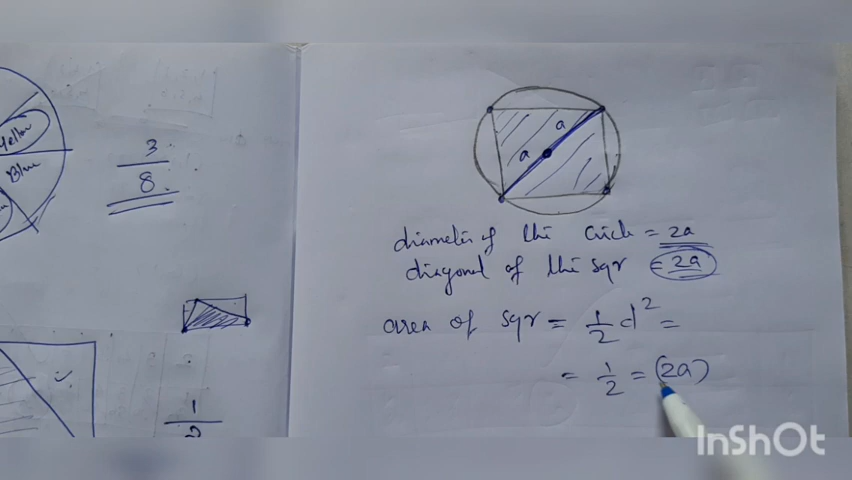 Yellow
Blue
3
8
1
2
a
a
diameter of the circle = 2a
diagonal of the sqr = 2a
area of sqr = 1/2 d² =
= 1/2 = (2a)
InShOt